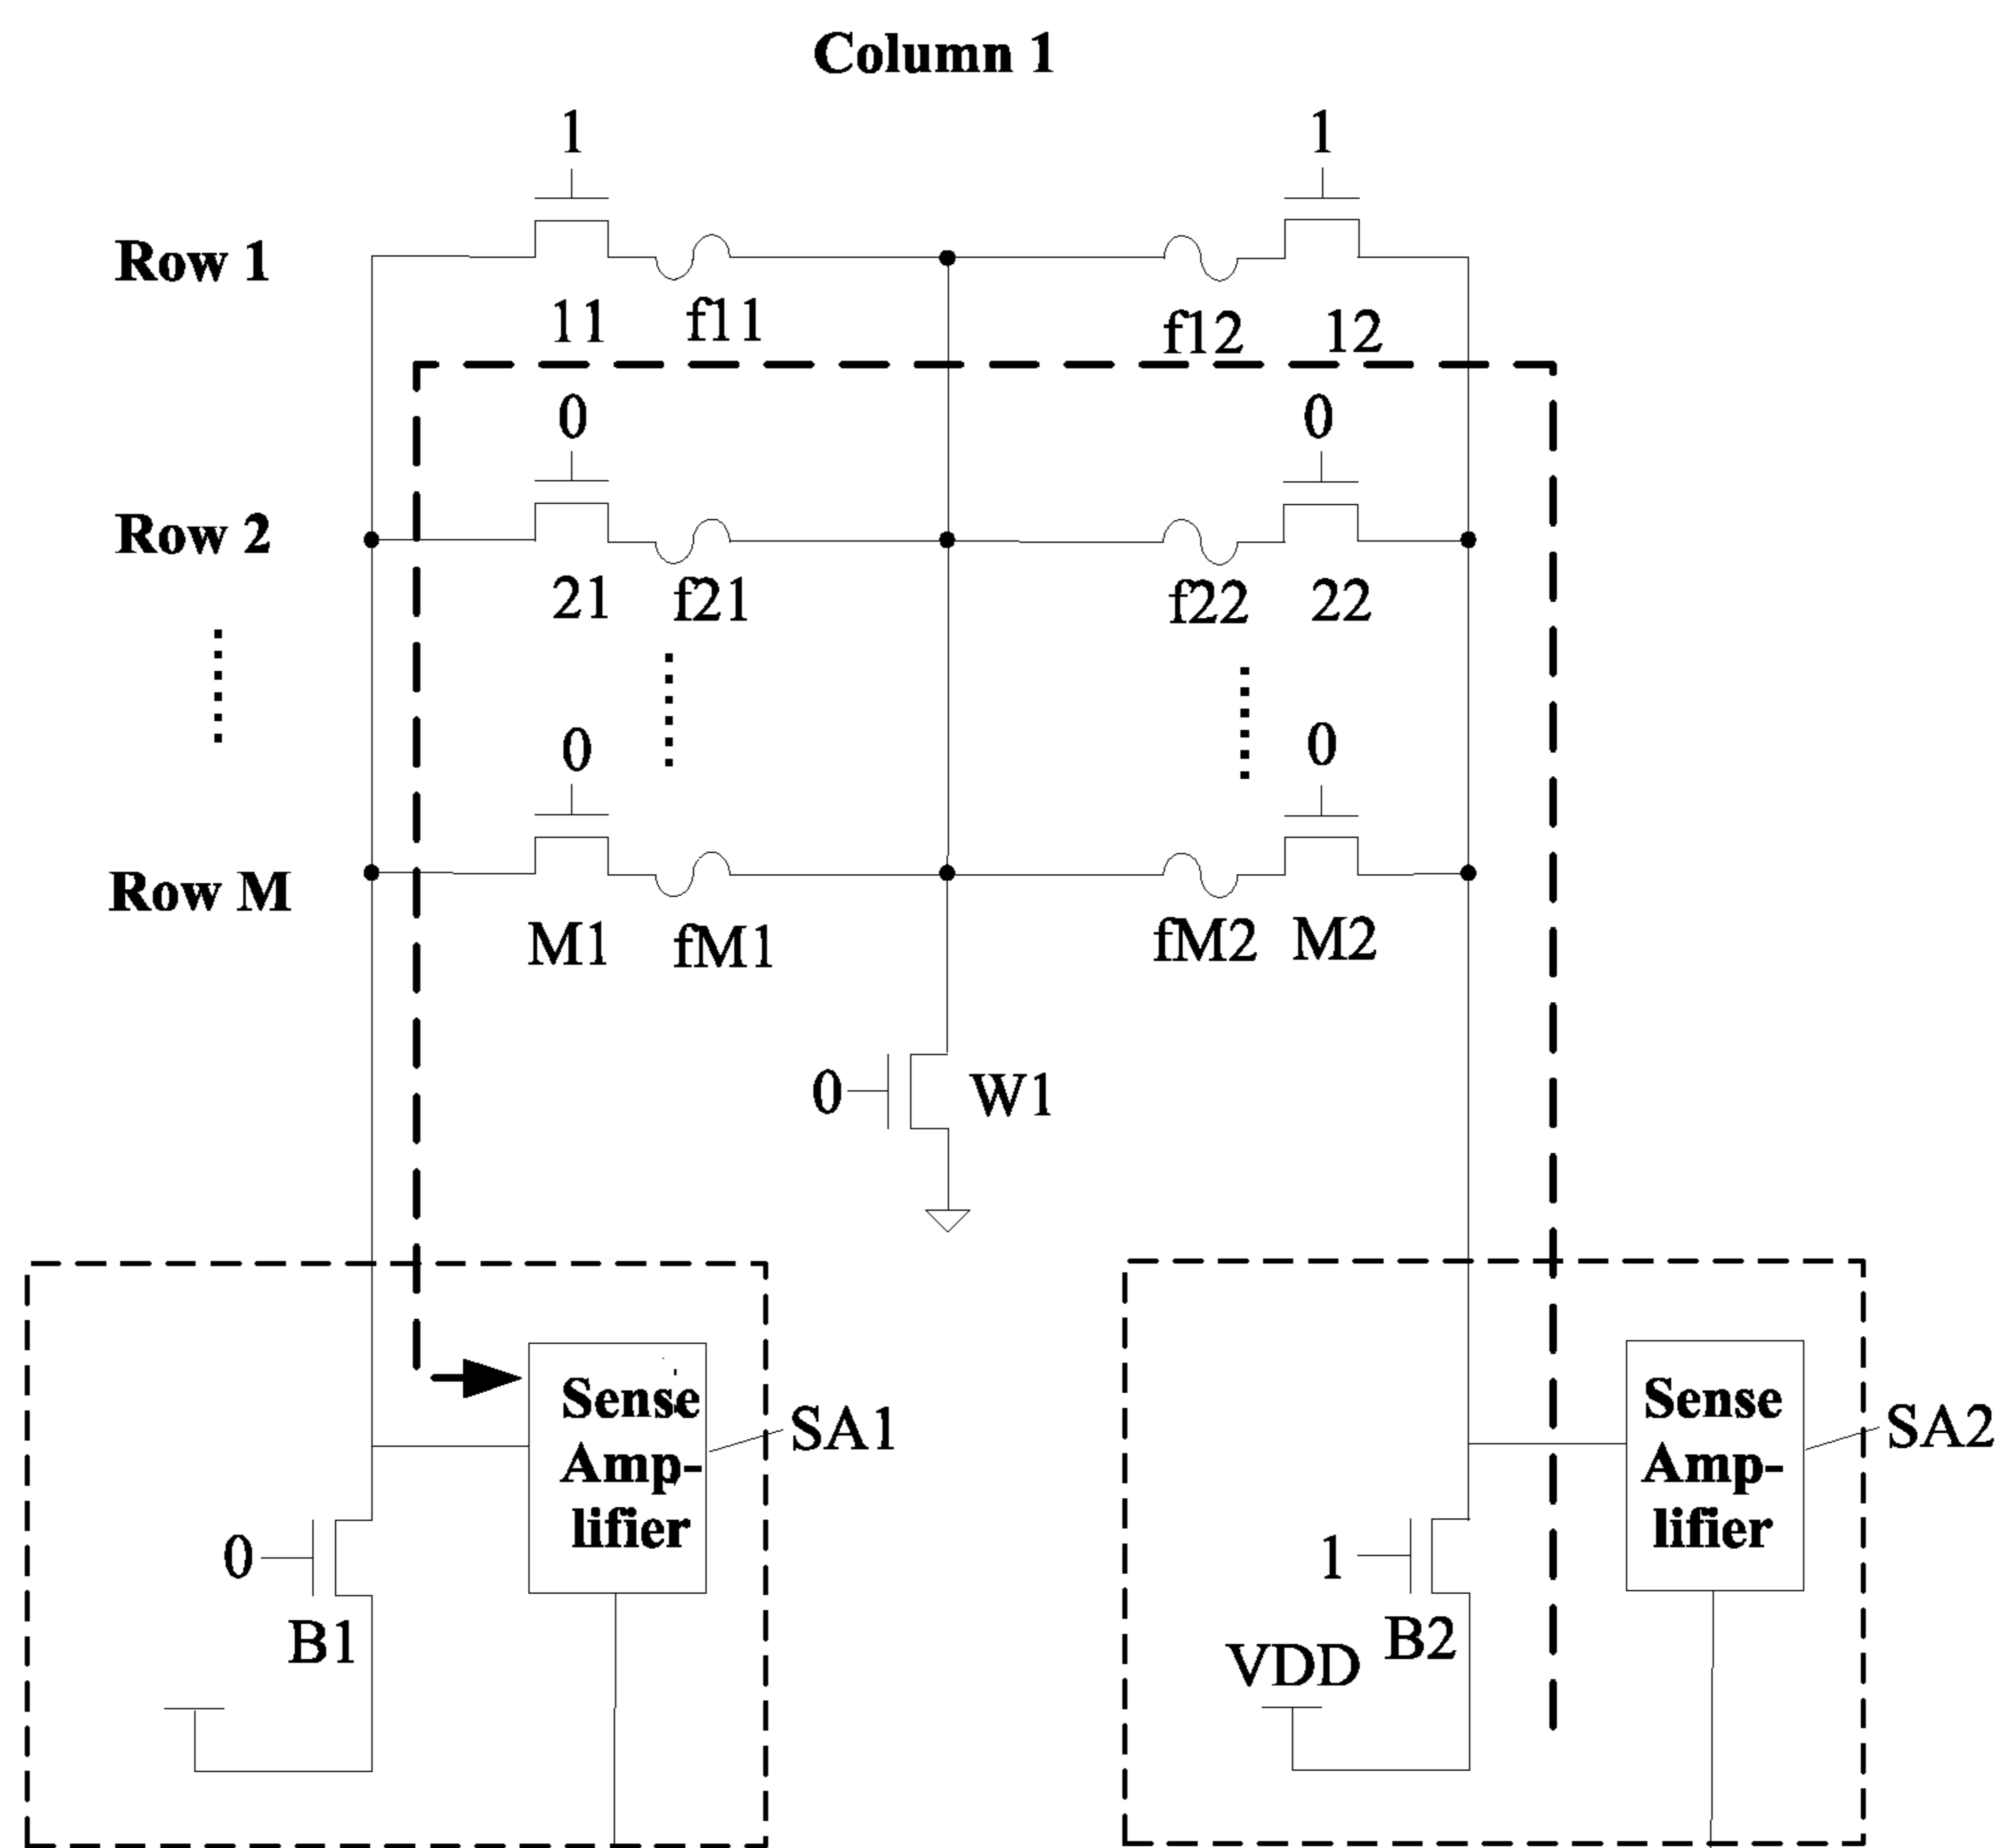 Column 1
1 1
Row 1
11 f11 f12 12
0 0
Row 2
21 f21 f22 22
0 0
Row M
M1 fM1 fM2 M2
0 W1
Sense
Amp-
lifier
SA1
Sense
Amp-
lifier
SA2
0
B1
1
B2
VDD